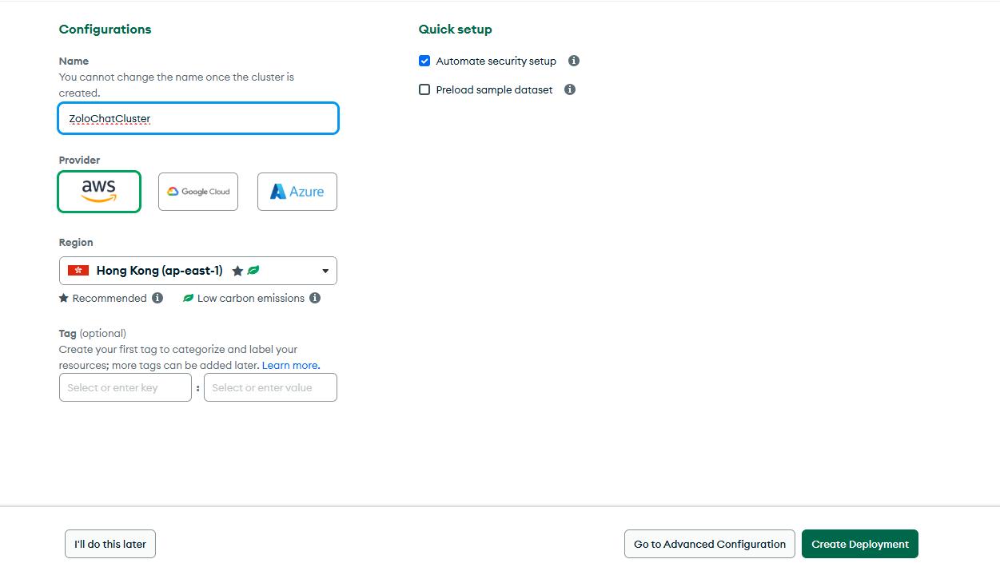 Configurations
Name
You cannot change the name once the cluster is
created.
ZoloChatCluster
Provider
aws
Google Cloud
Azure
Region
Hong Kong (ap-east-1)
Recommended
Low carbon emissions
Tag (optional)
Create your first tag to categorize and label your
resources; more tags can be added later. Learn more.
Select or enter key : Select or enter value
Quick setup
Automate security setup
Preload sample dataset
I'll do this later
Go to Advanced Configuration
Create Deployment